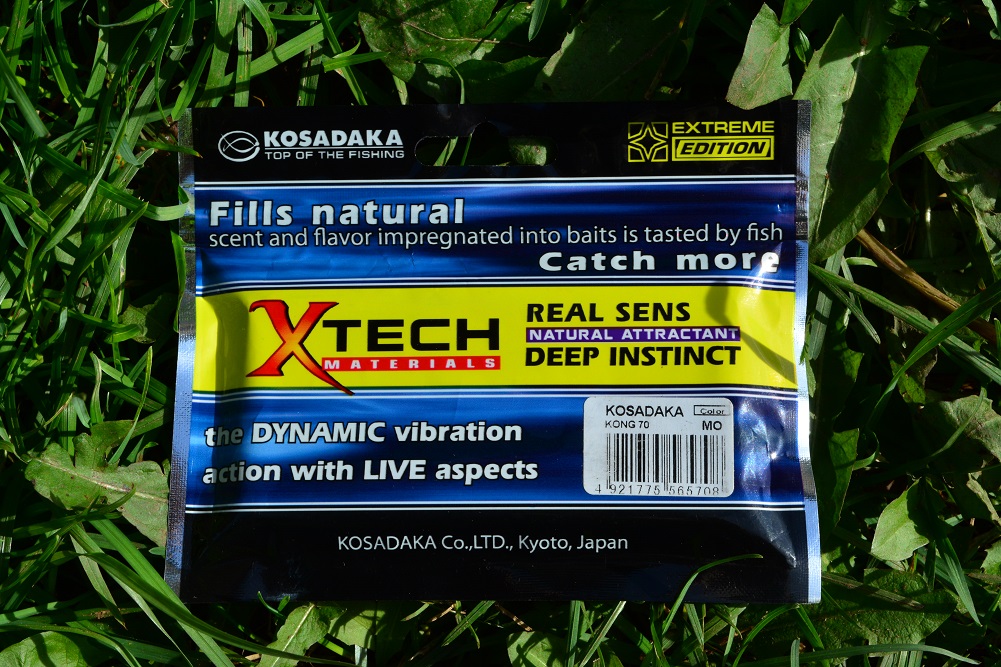 KOSADAKA
TOP OF THE FISHING
EXTREME
EDITION
Fills natural
scent and flavor impregnated into baits is tasted by fish
Catch more
XTECH
MATERIALS
REAL SENS
NATURAL ATTRACTANT
DEEP INSTINCT
the DYNAMIC vibration
action with LIVE aspects
KOSADAKA Color
KONG 70 MO
4 921775 565708
KOSADAKA Co.,LTD., Kyoto, Japan